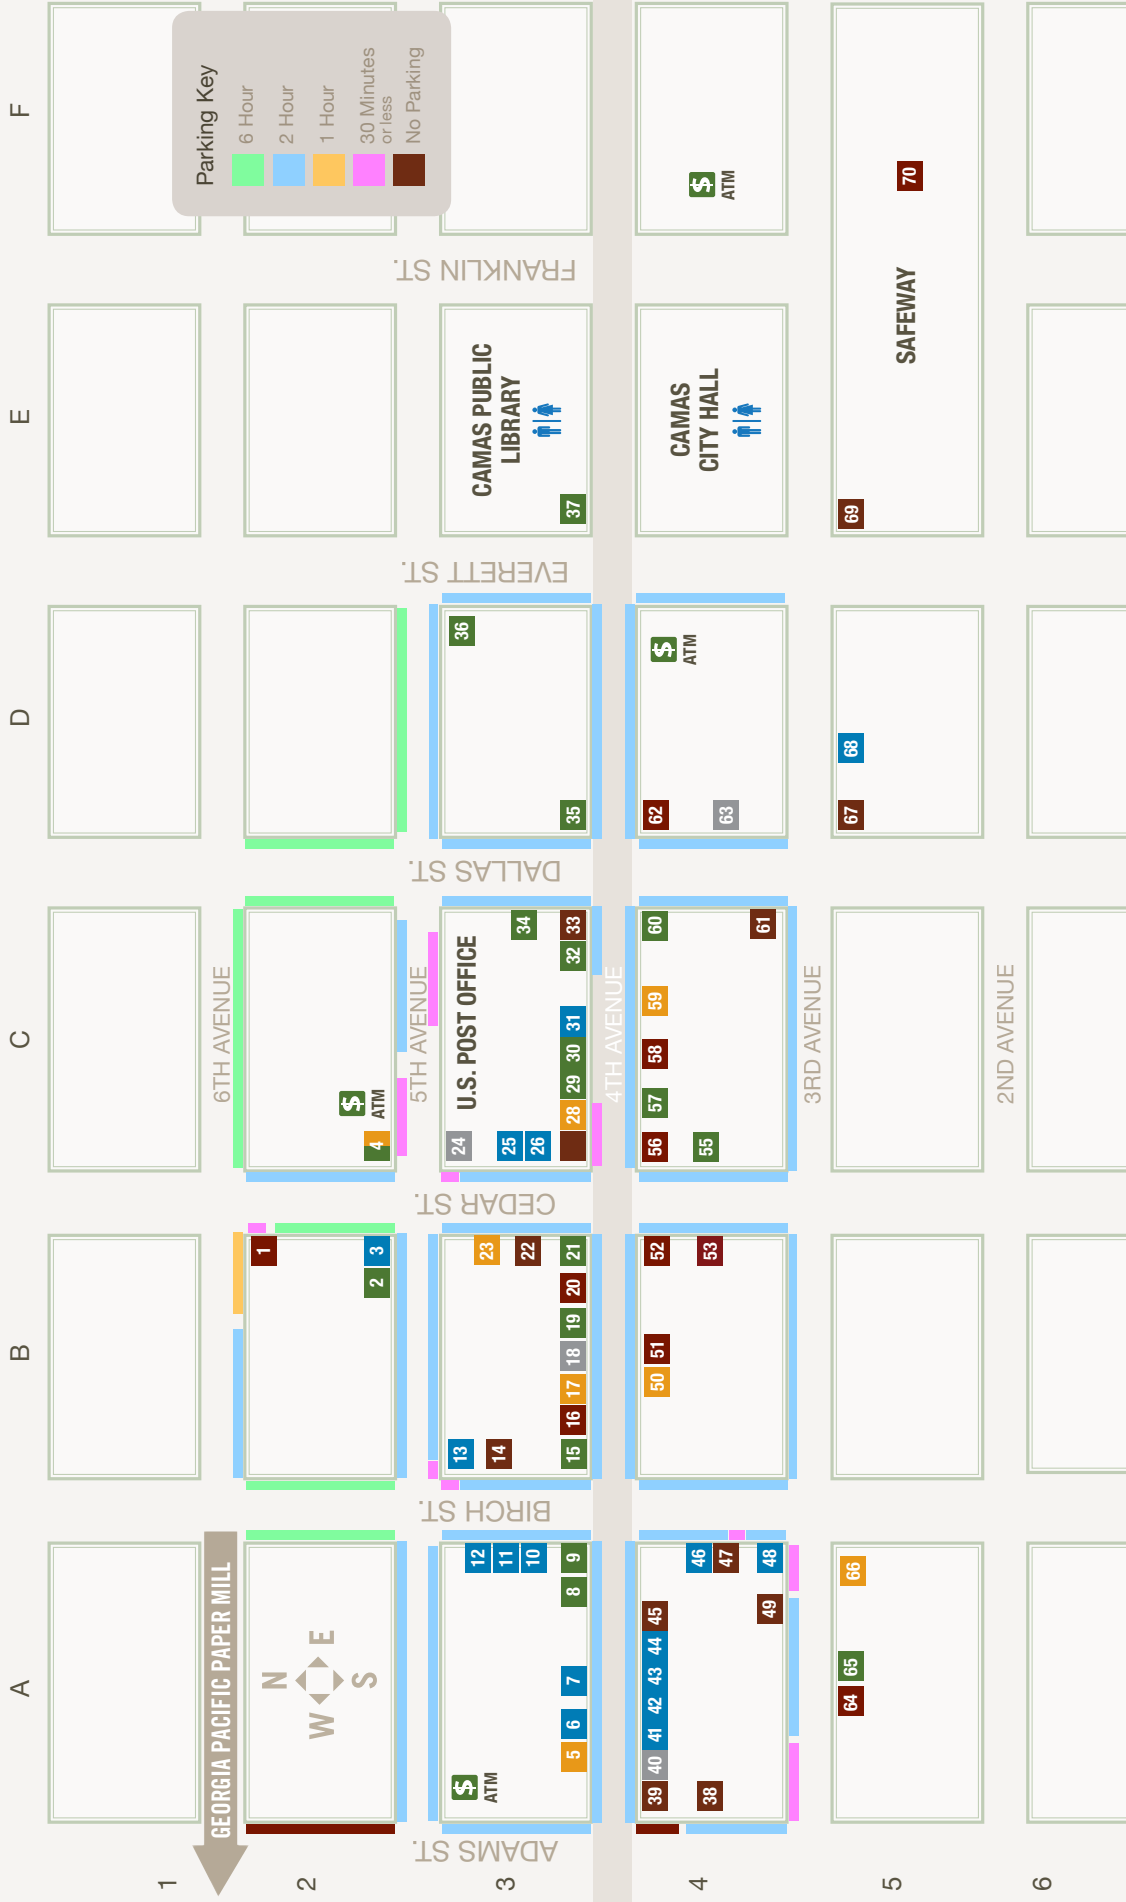 A
B
C
D
E
F
1
2
3
4
5
6
Parking Key
6 Hour
2 Hour
1 Hour
30 Minutes
or less
No Parking
GEORGIA PACIFIC PAPER MILL
6TH AVENUE
5TH AVENUE
4TH AVENUE
3RD AVENUE
2ND AVENUE
ADAMS ST.
BIRCH ST.
CEDAR ST.
DALLAS ST.
EVERETT ST.
FRANKLIN ST.
N
W E
S
1
2
3
4
$
ATM
$
ATM
5
6
7
8
9
10
11
12
13
14
15
16
17
18
19
20
21
22
23
U.S. POST OFFICE
24
25
26
28
29
30
31
32
33
34
35
36
CAMAS PUBLIC
LIBRARY
37
38
39
40
41
42
43
44
45
46
47
48
49
50
51
52
53
55
56
57
58
59
60
61
62
63
$
ATM
CAMAS
CITY HALL
$
ATM
64
65
66
67
68
69
SAFEWAY
70